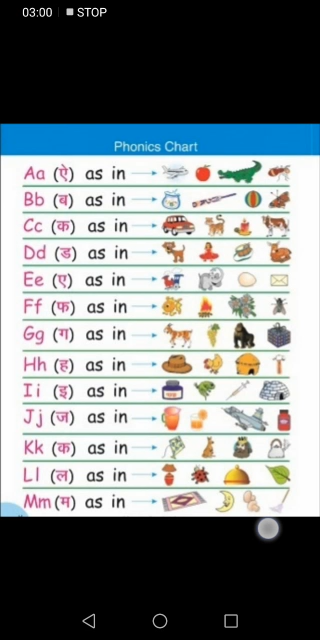 03:00 STOP
Phonics Chart
Aa (ऐ) as in
Bb (ब) as in
Cc (क) as in
Dd (ड) as in
Ee (ए) as in
Ff (फ) as in
Gg (ग) as in
Hh (ह) as in
Ii (इ) as in
Jj (ज) as in
Kk (क) as in
Ll (ल) as in
Mm (म) as in